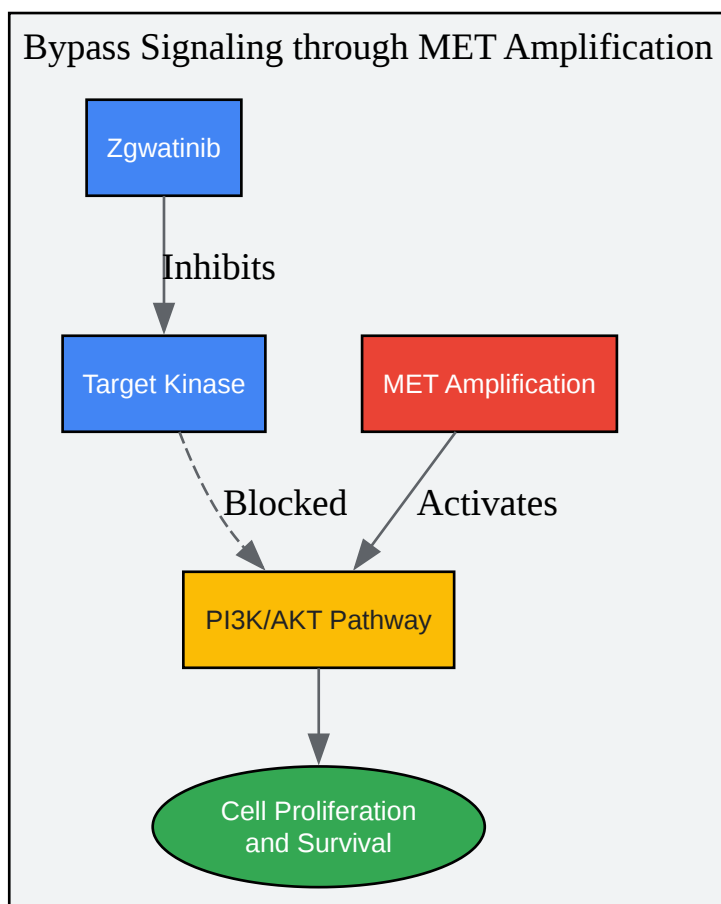 Bypass Signaling through MET Amplification
Zgwatinib
Inhibits
Target Kinase
MET Amplification
Blocked
Activates
PI3K/AKT Pathway
Cell Proliferation
and Survival